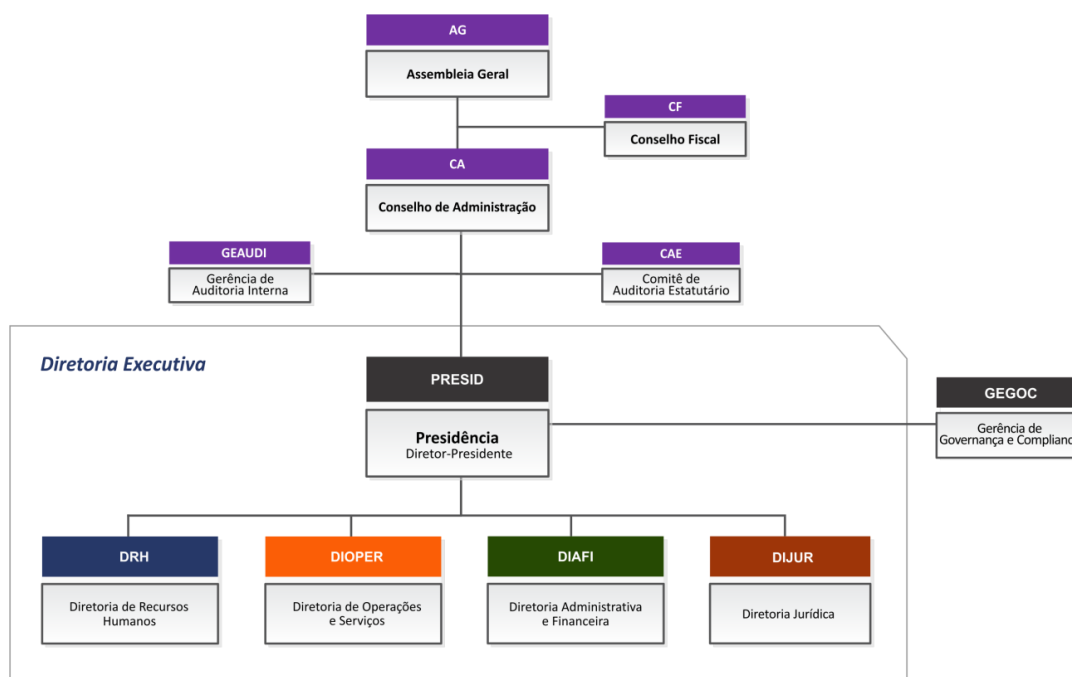 AG
Assembleia Geral
CF
Conselho Fiscal
CA
Conselho de Administração
GEAUDI
Gerência de
Auditoria Interna
CAE
Comitê de
Auditoria Estatutário
Diretoria Executiva
PRESID
Presidência
Diretor-Presidente
GEGOC
Gerência de
Governança e Complianc
DRH
Diretoria de Recursos
Humanos
DIOPER
Diretoria de Operações
e Serviços
DIAFI
Diretoria Administrativa
e Financeira
DIJUR
Diretoria Jurídica